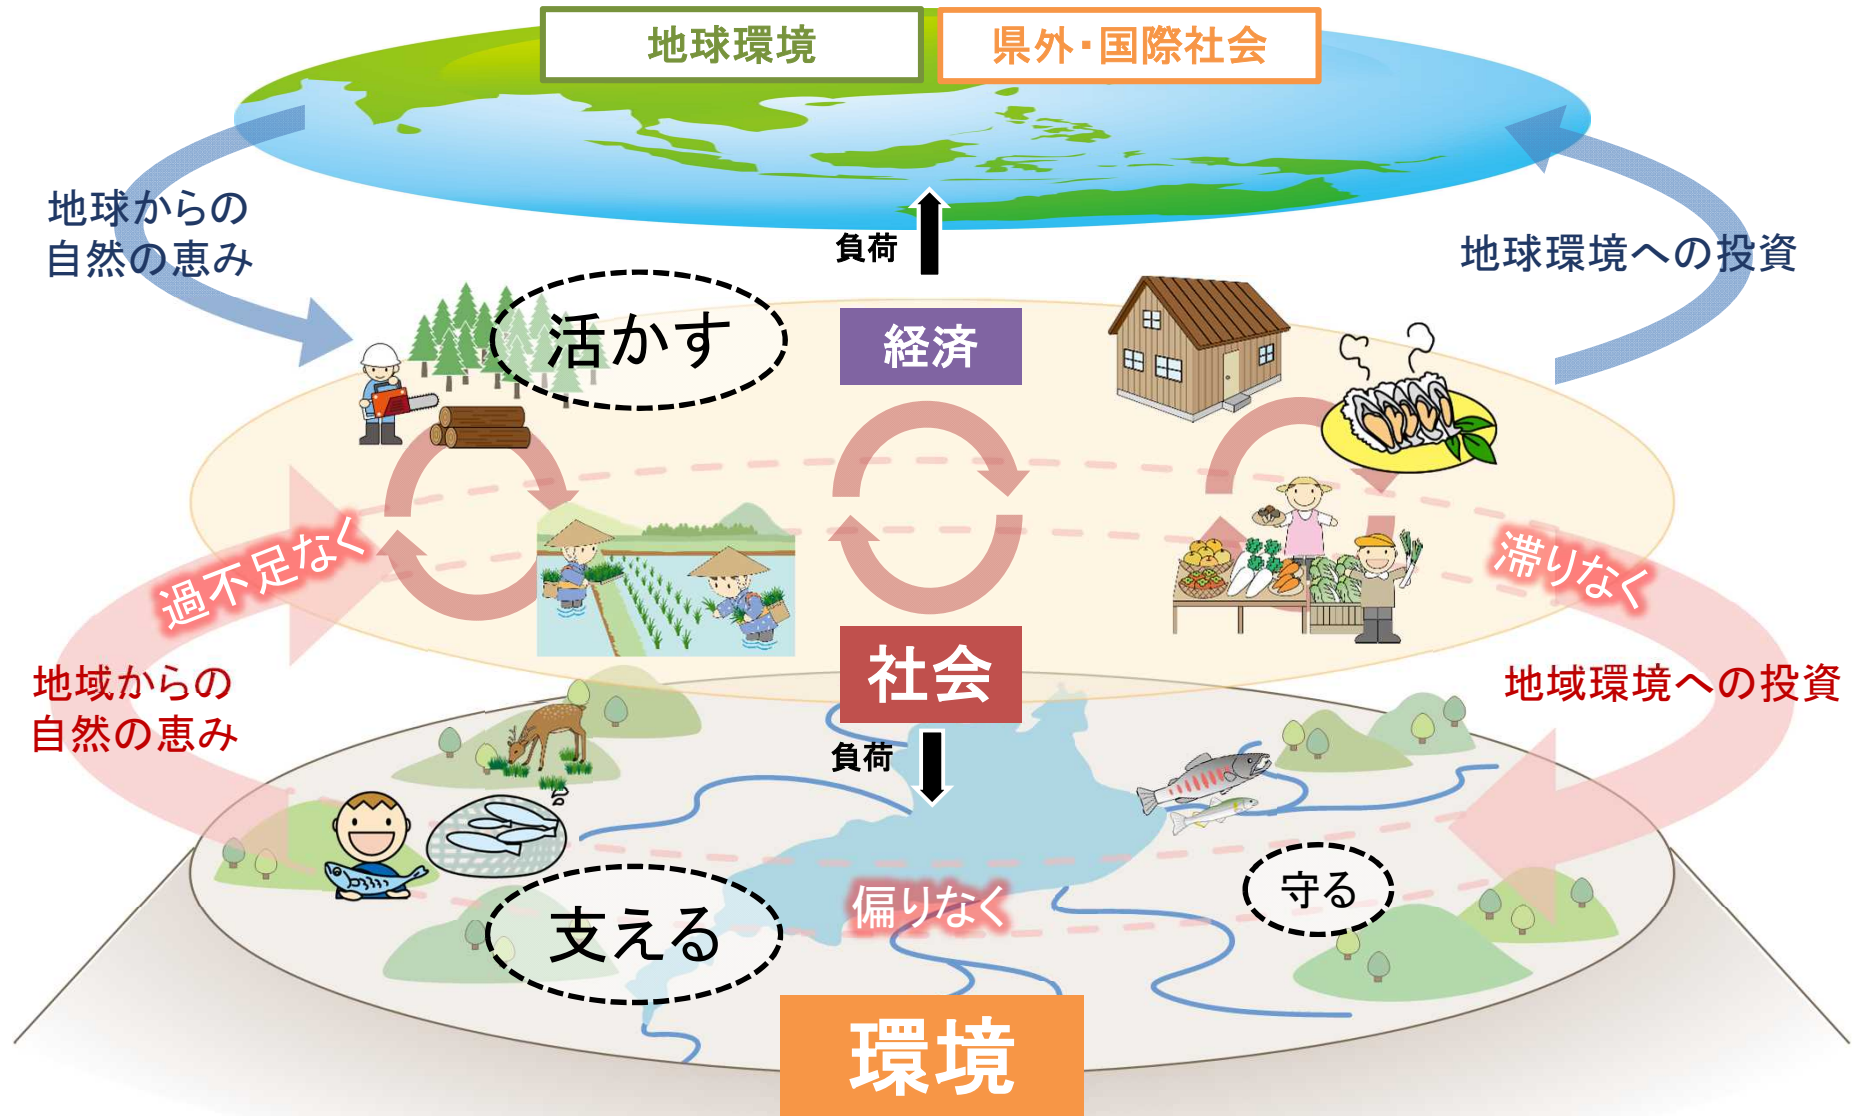 地球環境
県外・国際社会
地球からの
自然の恵み
負荷
地球環境への投資
活かす
経済
過不足なく
滞りなく
社会
地域からの
自然の恵み
地域環境への投資
負荷
守る
偏りなく
支える
環境